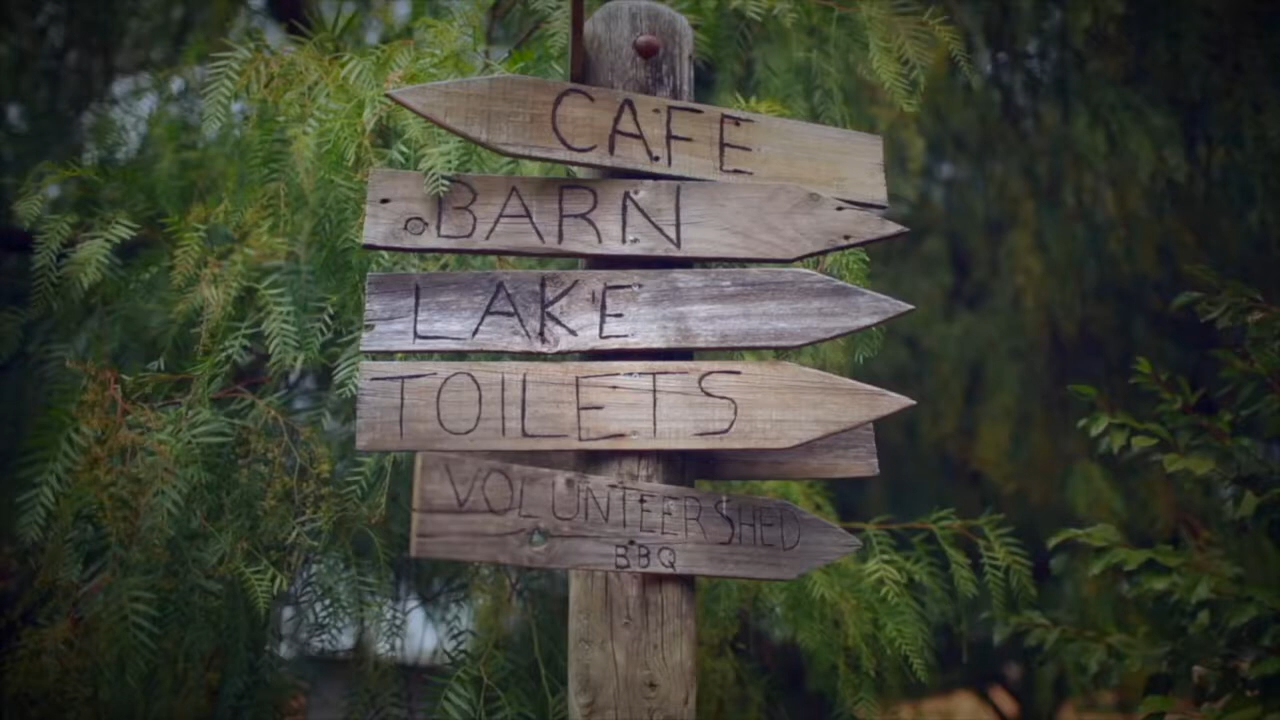 CAFE
BARN
LAKE
TOILETS
VOLUNTEER SHED
BBQ